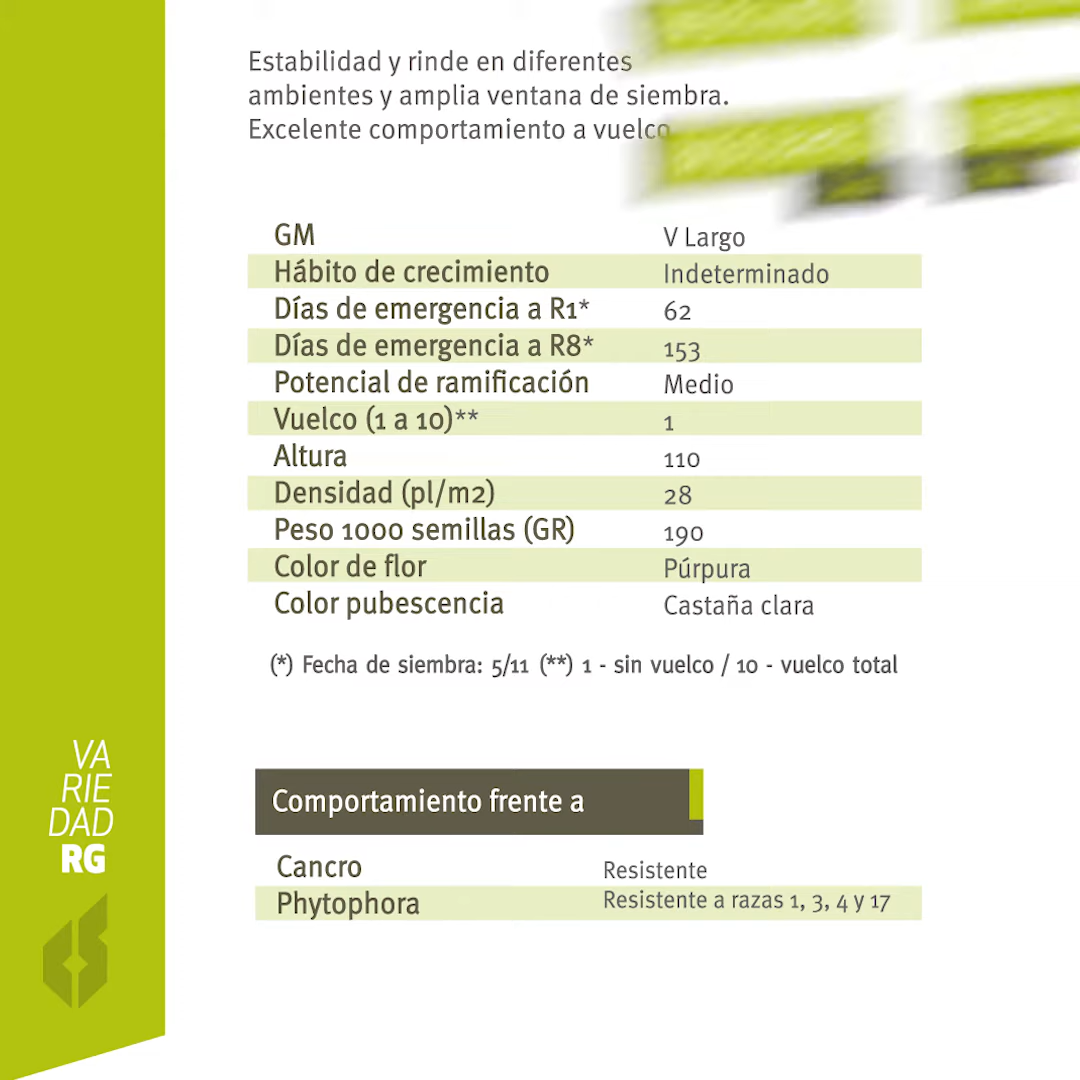 Estabilidad y rinde en diferentes
ambientes y amplia ventana de siembra.
Excelente comportamiento a vuelco
GM V Largo
Hábito de crecimiento Indeterminado
Días de emergencia a R1* 62
Días de emergencia a R8* 153
Potencial de ramificación Medio
Vuelco (1 a 10)** 1
Altura 110
Densidad (pl/m2) 28
Peso 1000 semillas (GR) 190
Color de flor Púrpura
Color pubescencia Castaña clara
(*) Fecha de siembra: 5/11 (**) 1 - sin vuelco / 10 - vuelco total
VA
RIE
DAD
RG
Comportamiento frente a
Cancro Resistente
Phytophora Resistente a razas 1, 3, 4 y 17